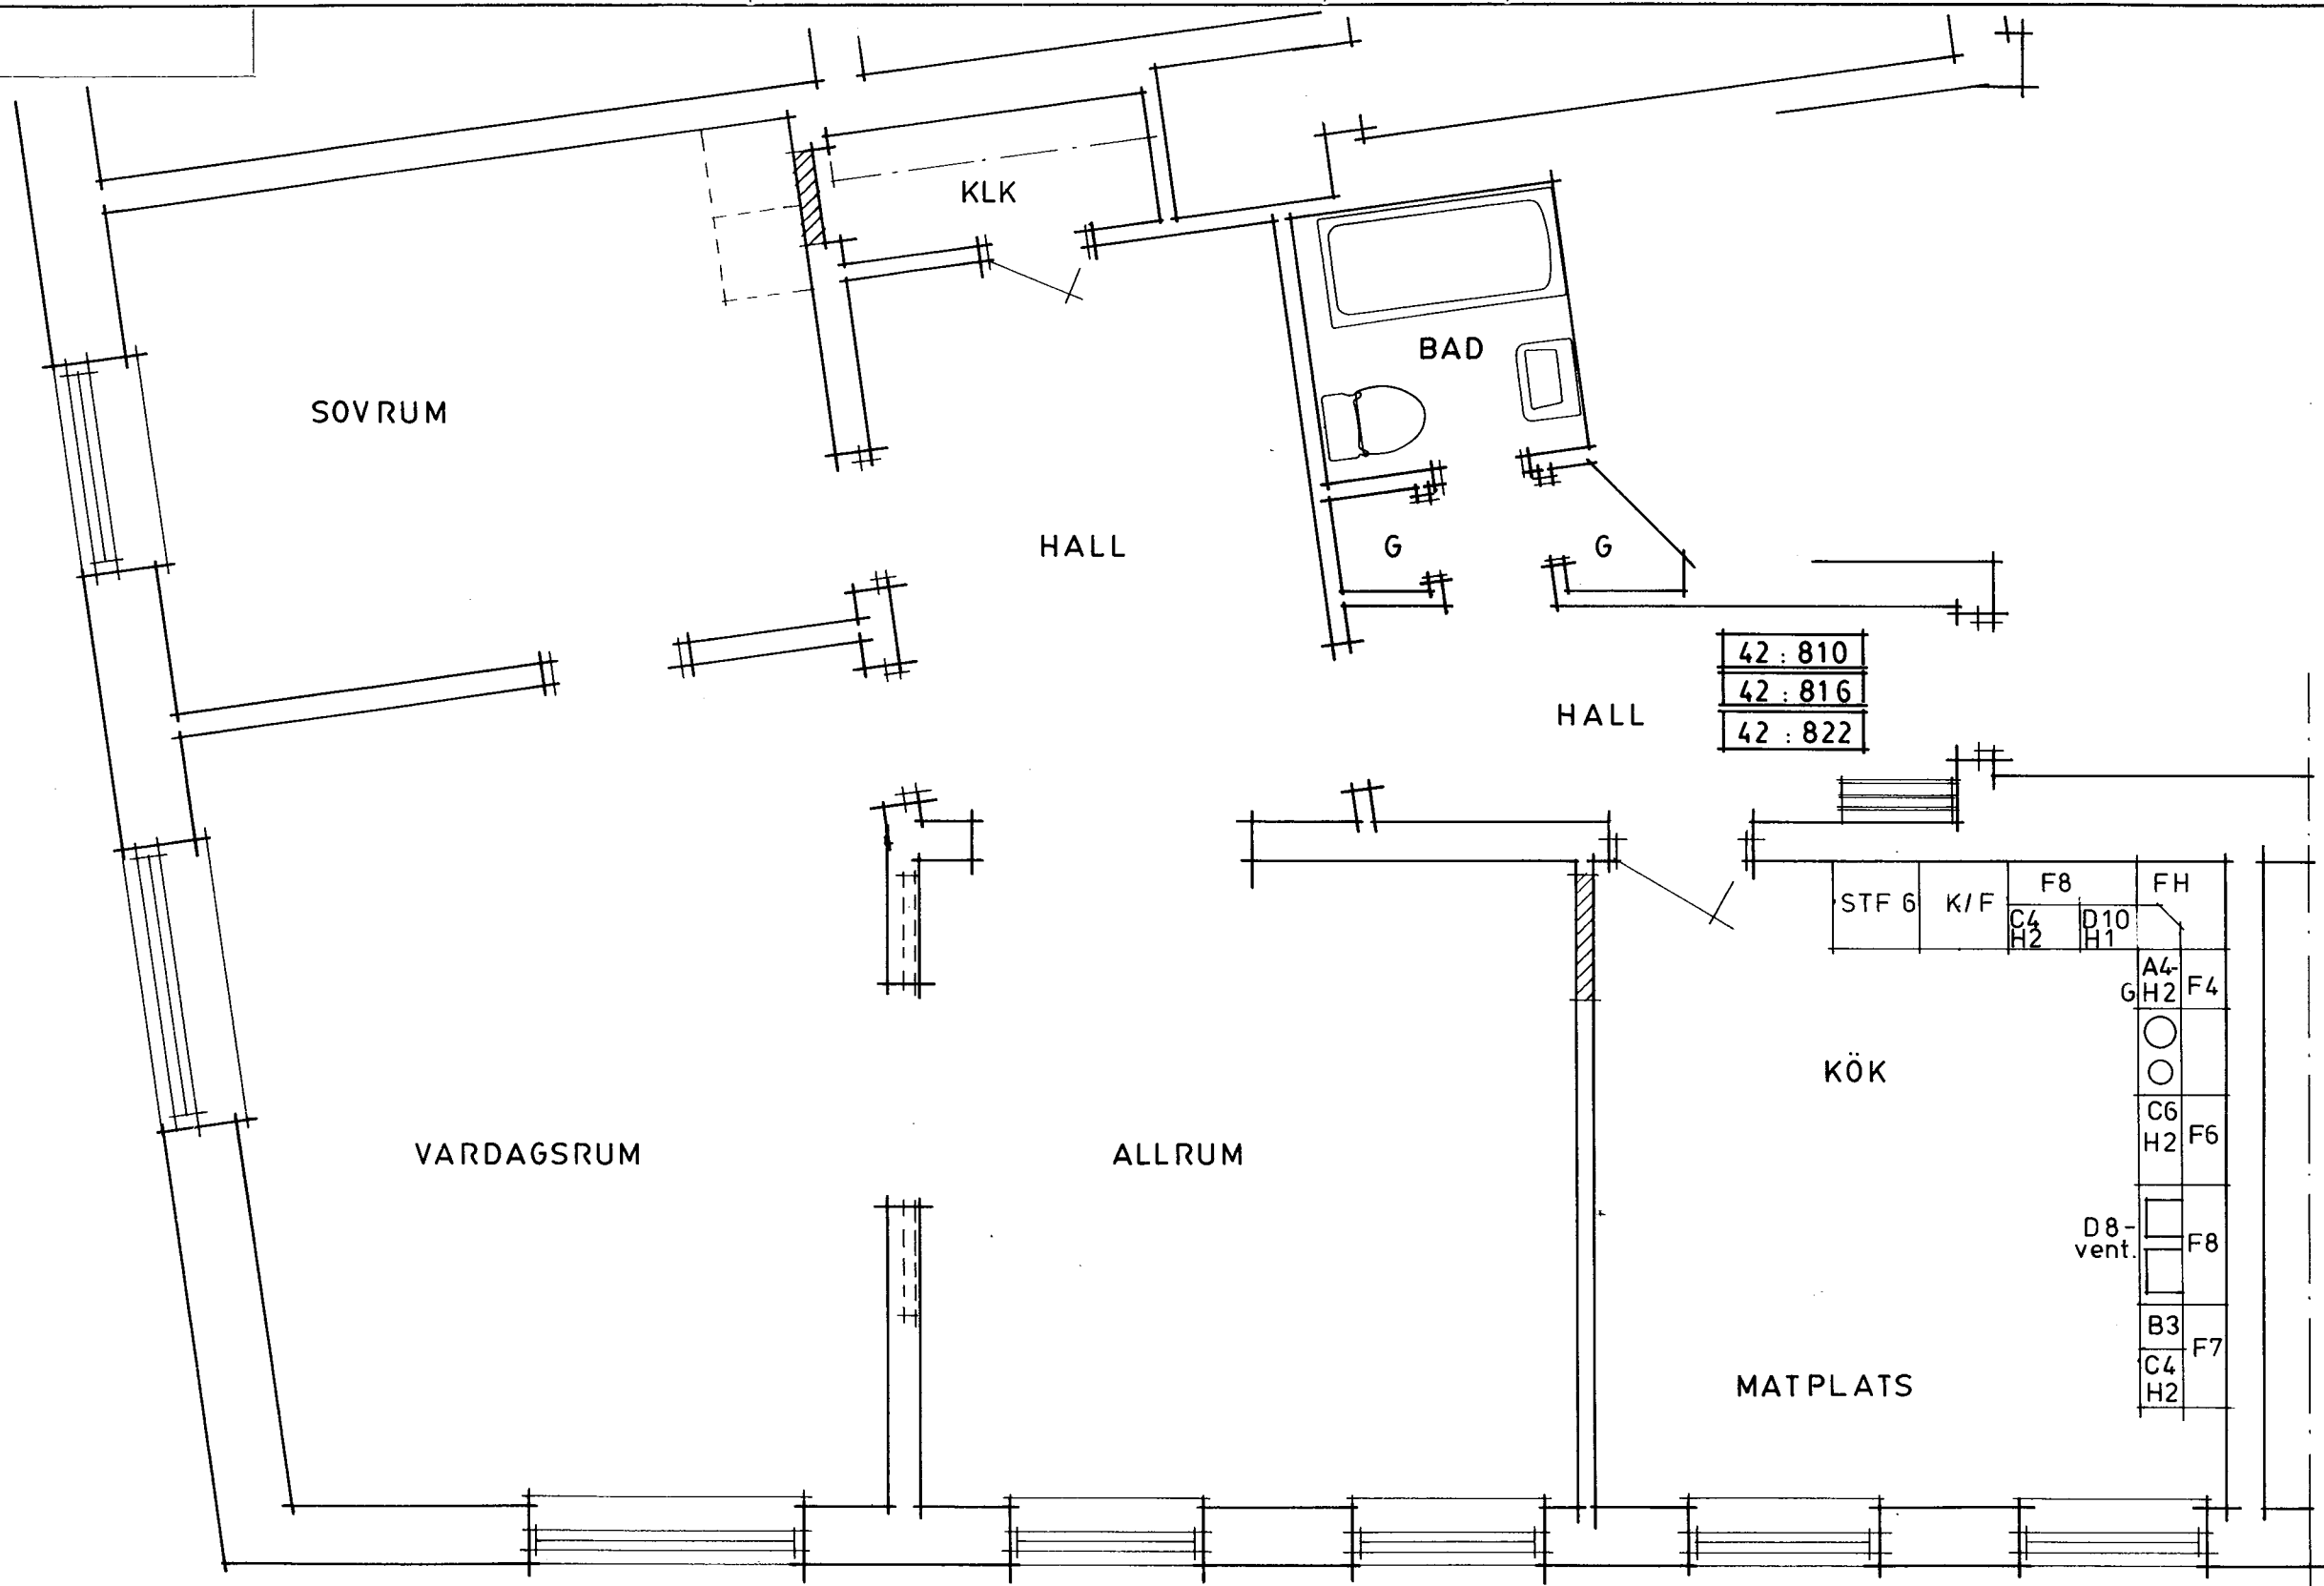 KLK
BAD
SOVRUM
HALL
G
G
42 : 810
42 : 816
42 : 822
HALL
STF 6
K/F
F8
FH
C4
H2
D10
H1
A4-
G
H2
F4
KÖK
C6
H2
F6
VARDAGSRUM
ALLRUM
D8-
vent.
F8
B3
F7
C4
H2
MATPLATS